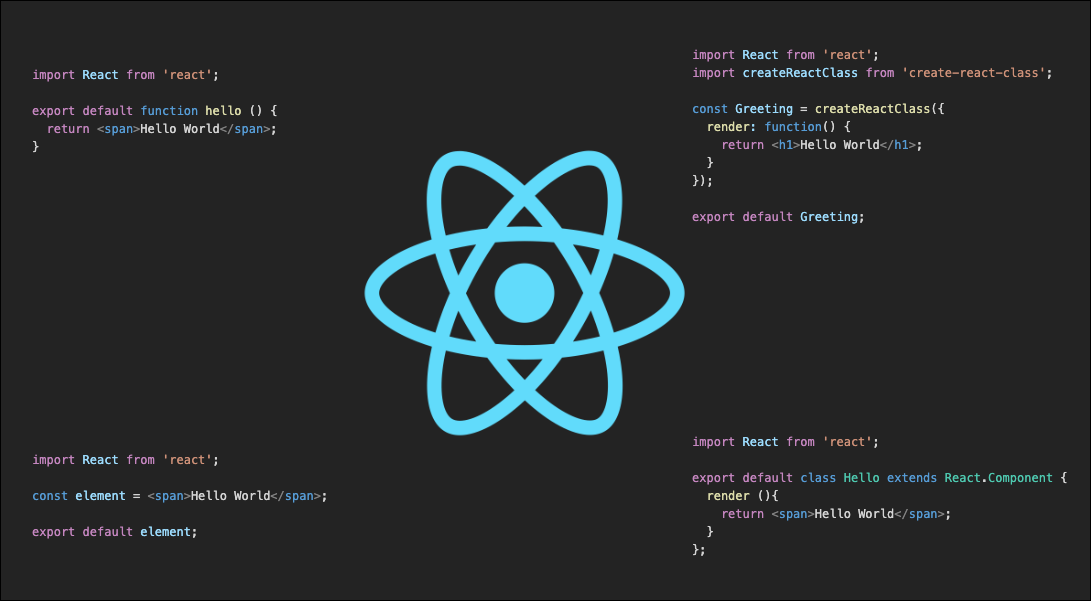 import React from 'react';
export default function hello () {
return <span>Hello World</span>;
}
import React from 'react';
import createReactClass from 'create-react-class';
const Greeting = createReactClass({
render: function() {
return <h1>Hello World</h1>;
}
});
export default Greeting;
import React from 'react';
const element = <span>Hello World</span>;
export default element;
import React from 'react';
export default class Hello extends React.Component {
render (){
return <span>Hello World</span>;
}
};